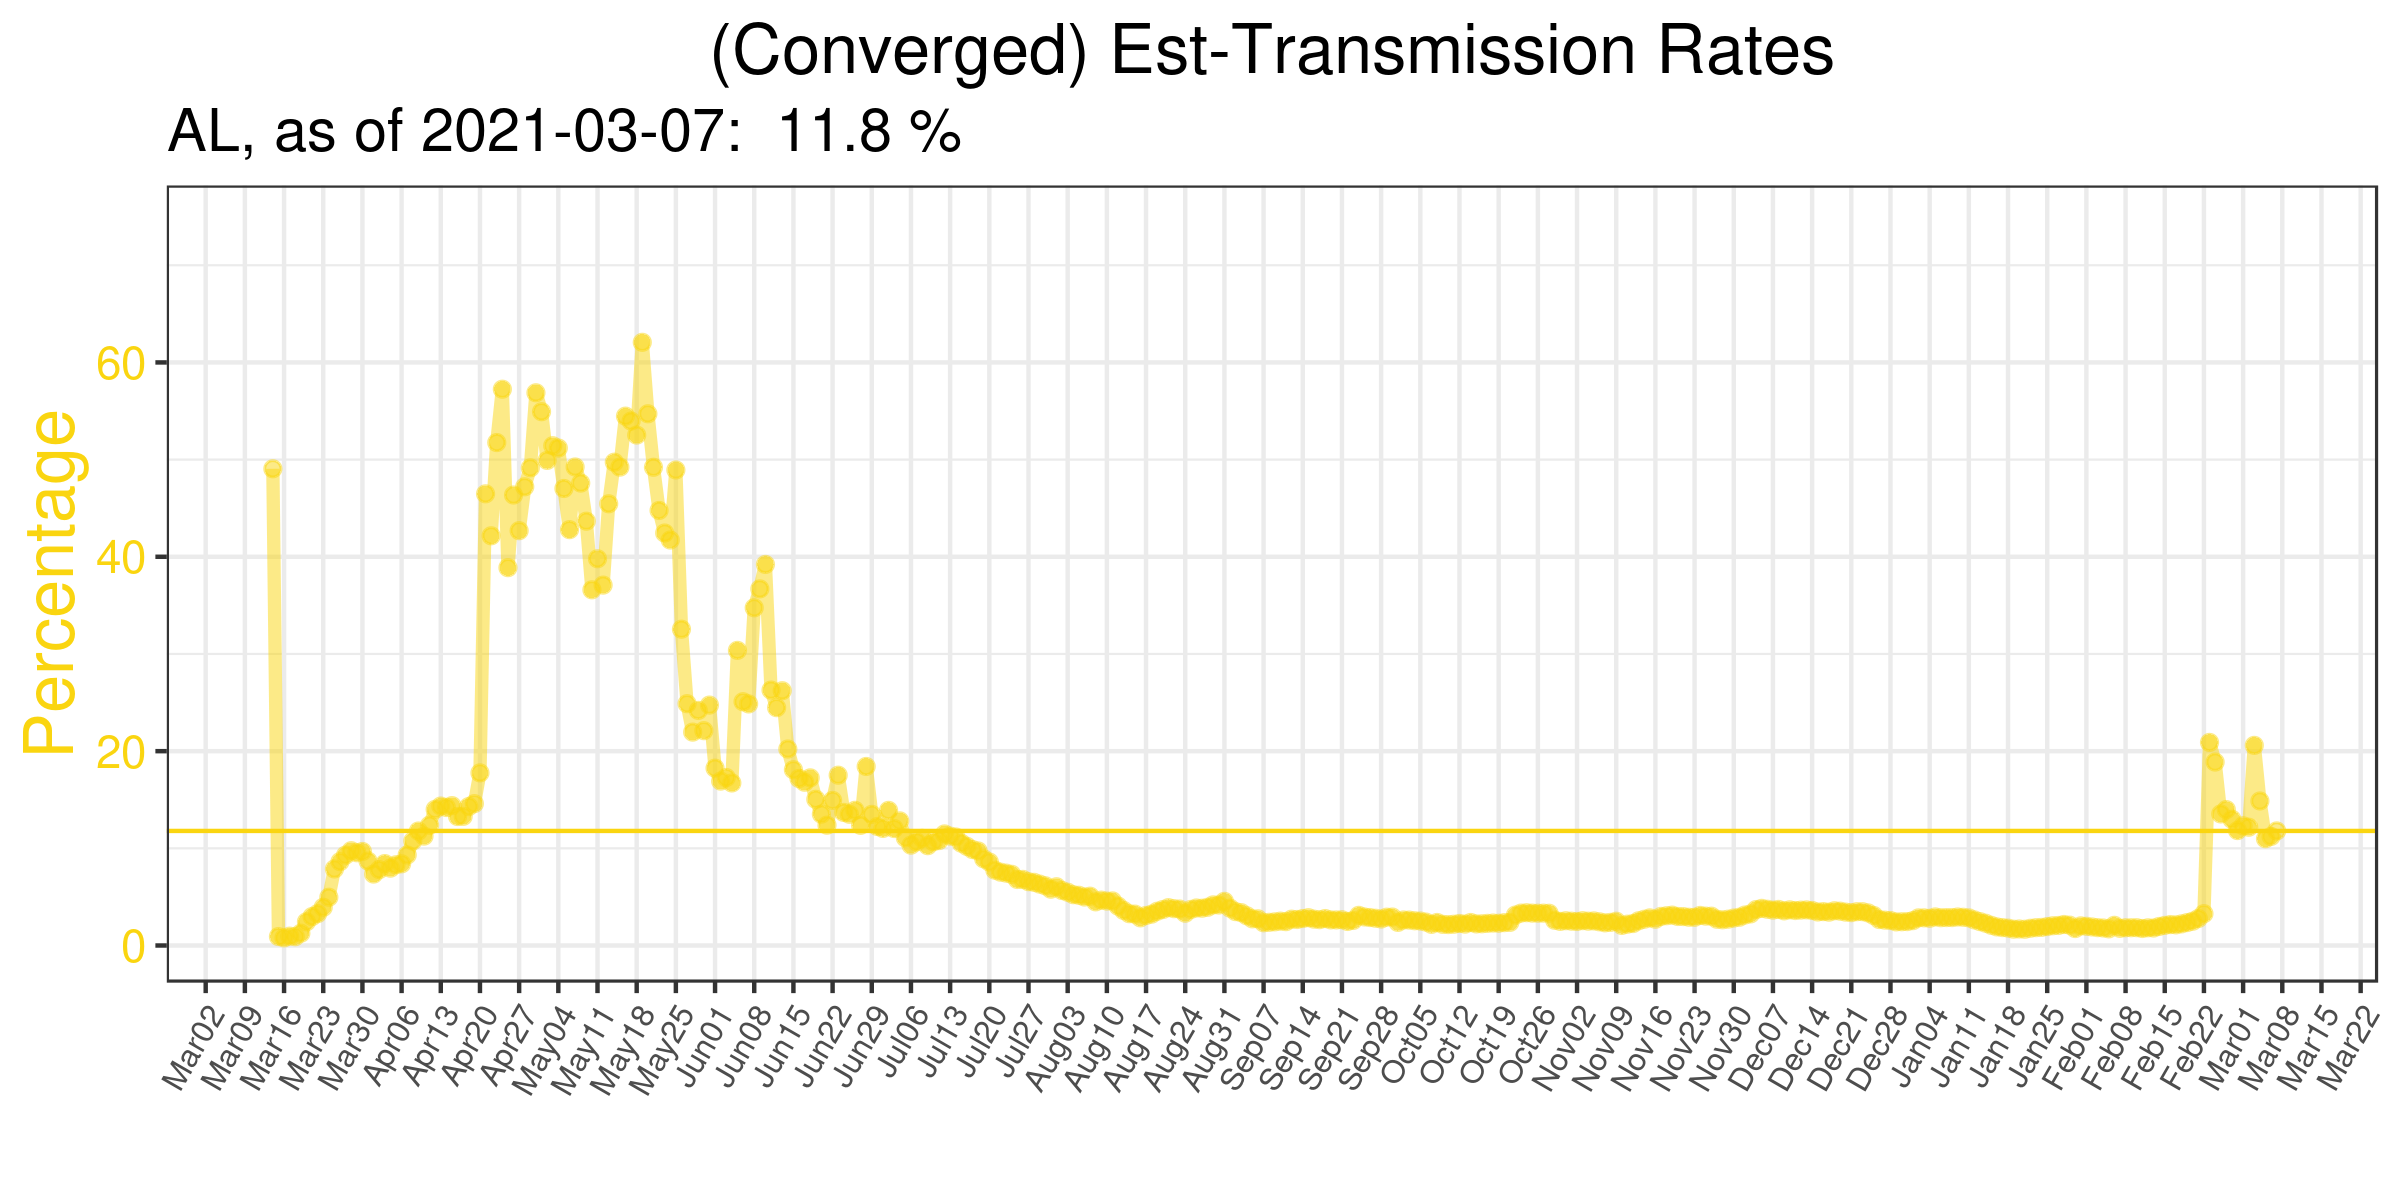 (Converged) Est-Transmission Rates
AL, as of 2021-03-07:  11.8 %
Percentage
60
40
20
0
Mar02
Mar09
Mar16
Mar23
Mar30
Apr06
Apr13
Apr20
Apr27
May04
May11
May18
May25
Jun01
Jun08
Jun15
Jun22
Jun29
Jul06
Jul13
Jul20
Jul27
Aug03
Aug10
Aug17
Aug24
Aug31
Sep07
Sep14
Sep21
Sep28
Oct05
Oct12
Oct19
Oct26
Nov02
Nov09
Nov16
Nov23
Nov30
Dec07
Dec14
Dec21
Dec28
Jan04
Jan11
Jan18
Jan25
Feb01
Feb08
Feb15
Feb22
Mar01
Mar08
Mar15
Mar22